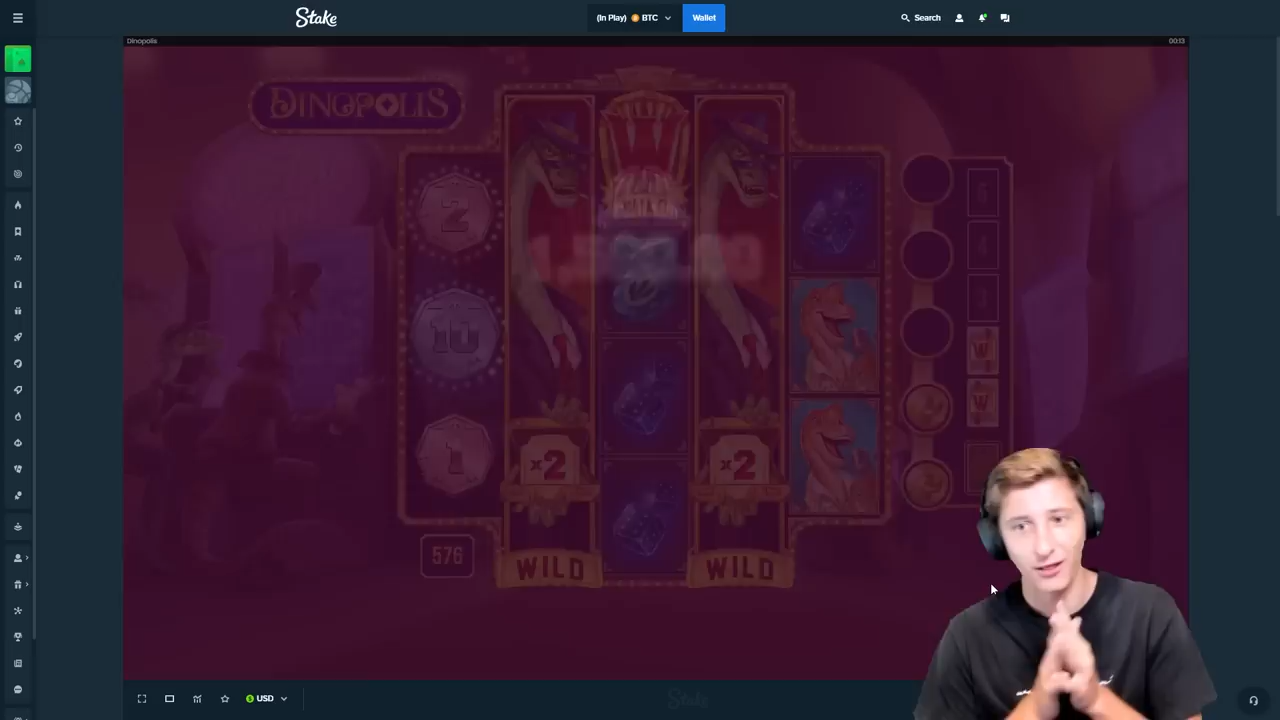 Stake
(In Play) BTC
Wallet
Search
Dinopolis
00:13
DINOPOLIS
2
10
1
x2
x2
W
W
576
WILD
WILD
USD
Stake